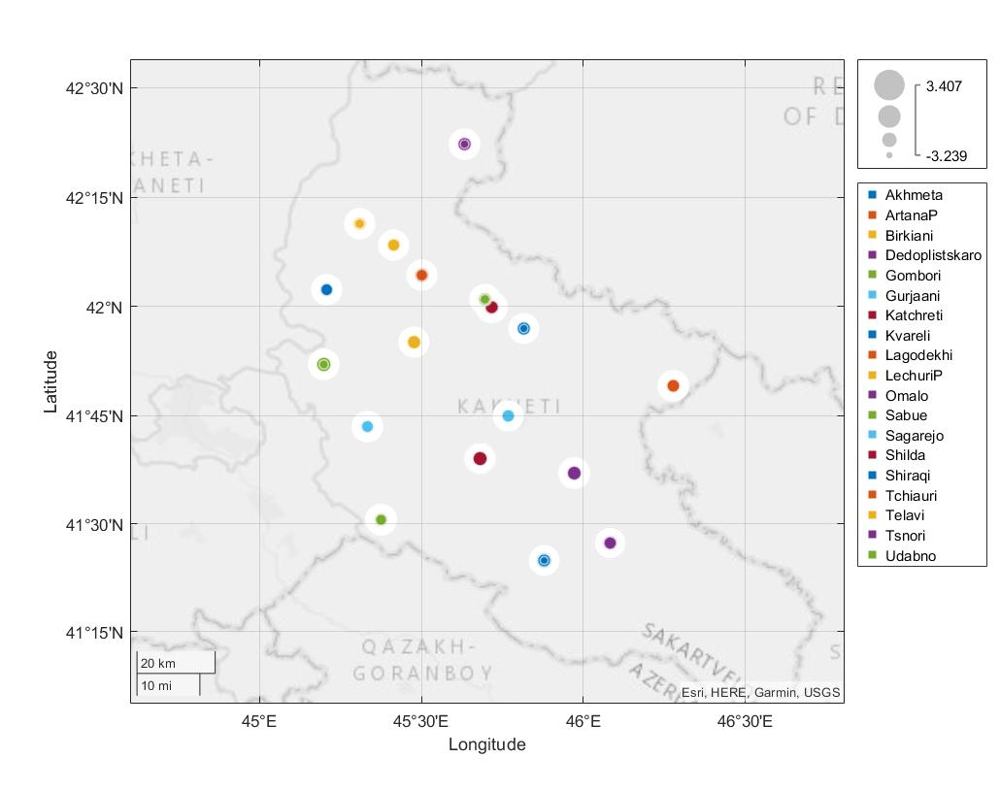 42°30'N
42°15'N
42°N
41°45'N
41°30'N
41°15'N
Latitude
KHETA-
ANETI
RE
OF D
KAKHETI
LI
QAZAKH-
GORANBOY
SAKARTVEL
AZER
S
20 km
10 mi
Esri, HERE, Garmin, USGS
45°E
45°30'E
46°E
46°30'E
Longitude
3.407
-3.239
Akhmeta
ArtanaP
Birkiani
Dedoplistskaro
Gombori
Gurjaani
Katchreti
Kvareli
Lagodekhi
LechuriP
Omalo
Sabue
Sagarejo
Shilda
Shiraqi
Tchiauri
Telavi
Tsnori
Udabno